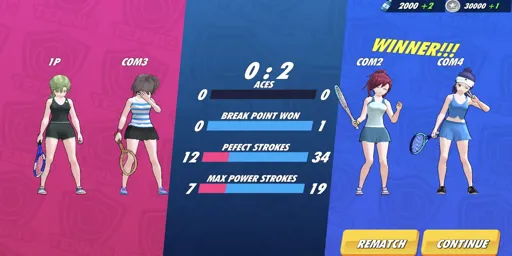 2000 +2
30000 +1
WINNER!!!
1P
COM3
0 : 2
COM2
COM4
ACES
0
0
BREAK POINT WON
0
1
PEFECT STROKES
12
34
MAX POWER STROKES
7
19
REMATCH
CONTINUE